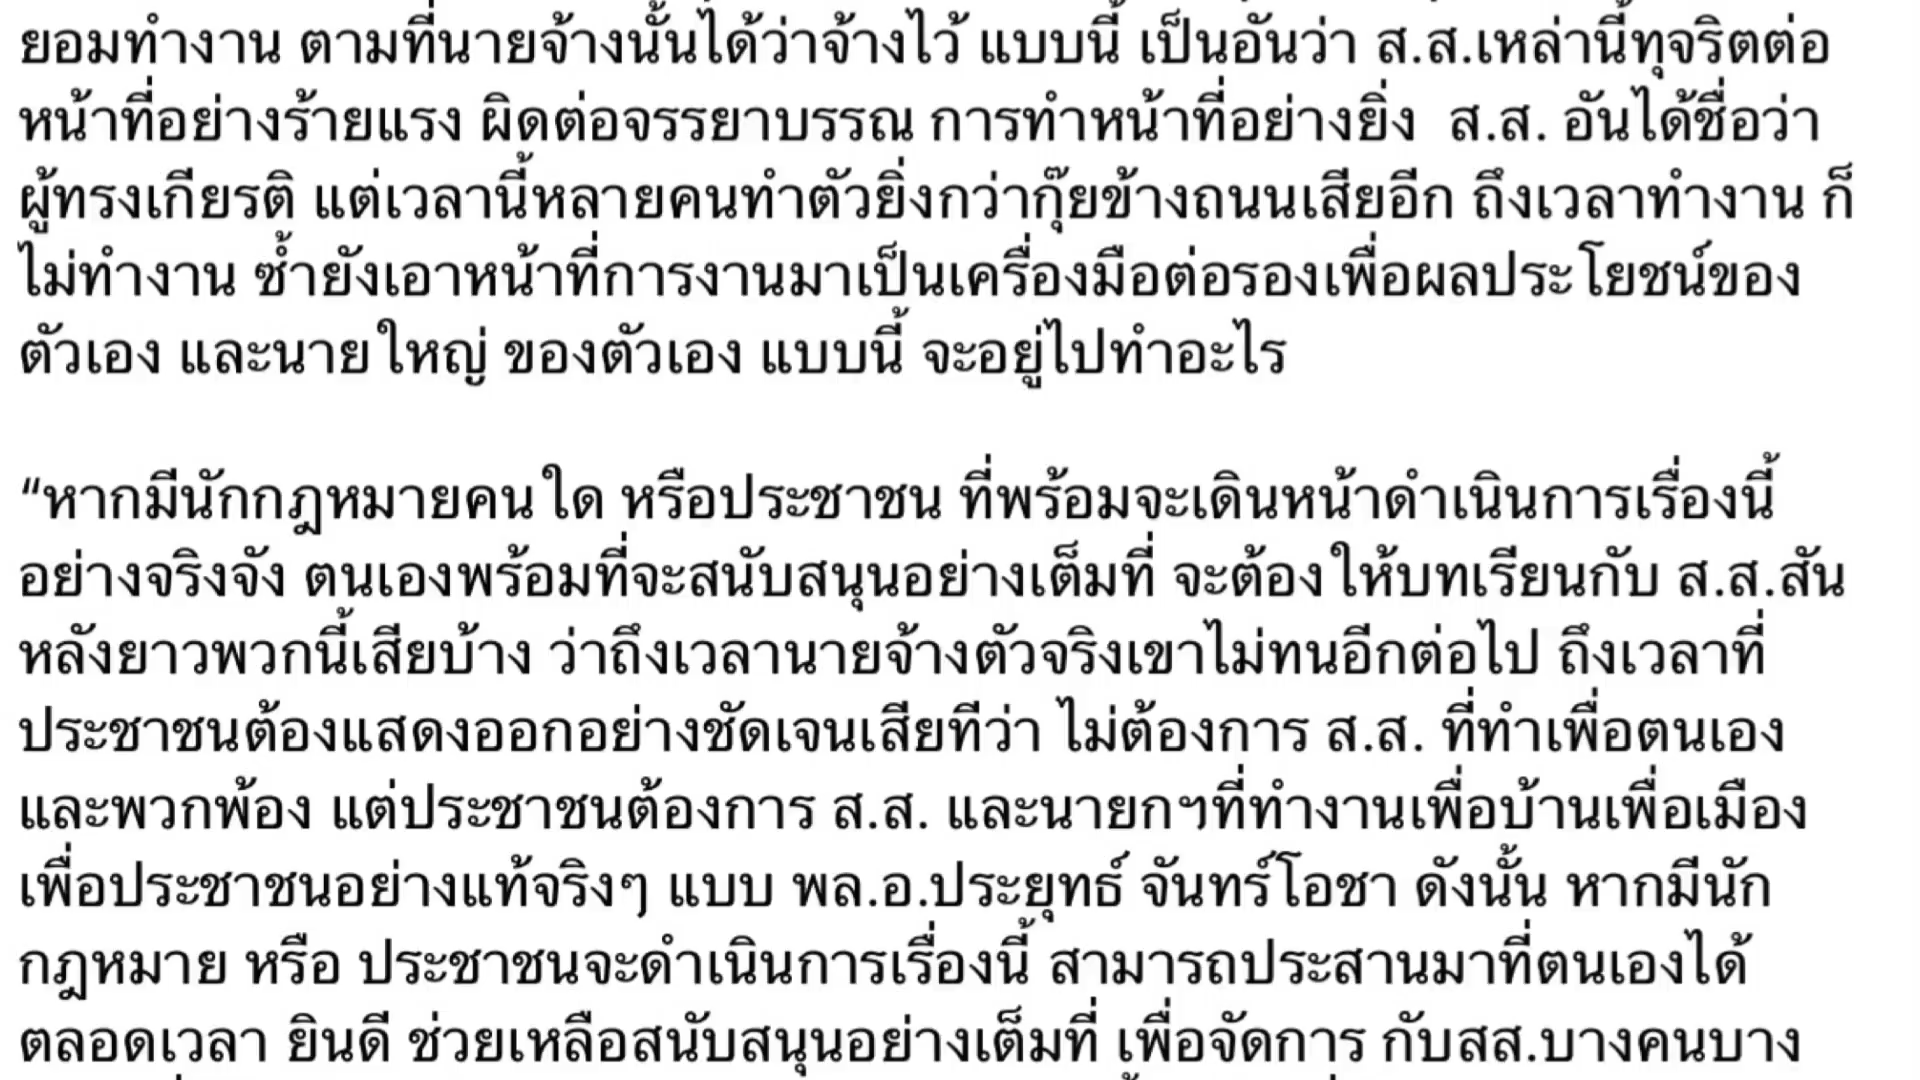 ยอมทำงาน ตามที่นายจ้างนั้นได้ว่าจ้างไว้ แบบนี้ เป็นอันว่า ส.ส.เหล่านี้ทุจริตต่อ
หน้าที่อย่างร้ายแรง ผิดต่อจรรยาบรรณ การทำหน้าที่อย่างยิ่ง ส.ส. อันได้ชื่อว่า
ผู้ทรงเกียรติ แต่เวลานี้หลายคนทำตัวยิ่งกว่ากุ๊ยข้างถนนเสียอีก ถึงเวลาทำงาน ก็
ไม่ทำงาน ซ้ำยังเอาหน้าที่การงานมาเป็นเครื่องมือต่อรองเพื่อผลประโยชน์ของ
ตัวเอง และนายใหญ่ ของตัวเอง แบบนี้ จะอยู่ไปทำอะไร
“หากมีนักกฎหมายคนใด หรือประชาชน ที่พร้อมจะเดินหน้าดำเนินการเรื่องนี้
อย่างจริงจัง ตนเองพร้อมที่จะสนับสนุนอย่างเต็มที่ จะต้องให้บทเรียนกับ ส.ส.สัน
หลังยาวพวกนี้เสียบ้าง ว่าถึงเวลานายจ้างตัวจริงเขาไม่ทนอีกต่อไป ถึงเวลาที่
ประชาชนต้องแสดงออกอย่างชัดเจนเสียทีว่า ไม่ต้องการ ส.ส. ที่ทำเพื่อตนเอง
และพวกพ้อง แต่ประชาชนต้องการ ส.ส. และนายกฯที่ทำงานเพื่อบ้านเพื่อเมือง
เพื่อประชาชนอย่างแท้จริงๆ แบบ พล.อ.ประยุทธ์ จันทร์โอชา ดังนั้น หากมีนัก
กฎหมาย หรือ ประชาชนจะดำเนินการเรื่องนี้ สามารถประสานมาที่ตนเองได้
ตลอดเวลา ยินดี ช่วยเหลือสนับสนุนอย่างเต็มที่ เพื่อจัดการ กับสส.บางคนบาง